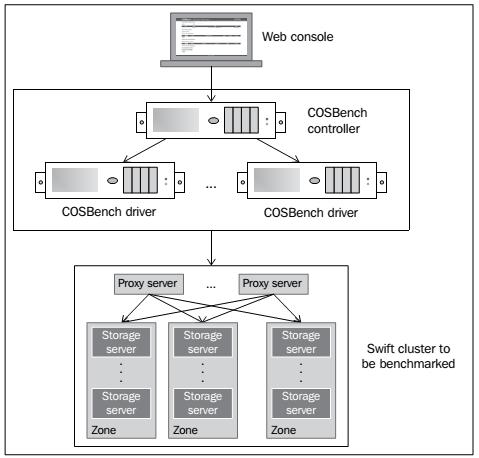 Web console
COSBench
controller
...
COSBench driver
COSBench driver
Proxy server
...
Proxy server
Storage
server
Storage
server
Storage
server
Storage
server
Storage
server
Storage
server
Zone
Zone
Zone
Swift cluster to
be benchmarked